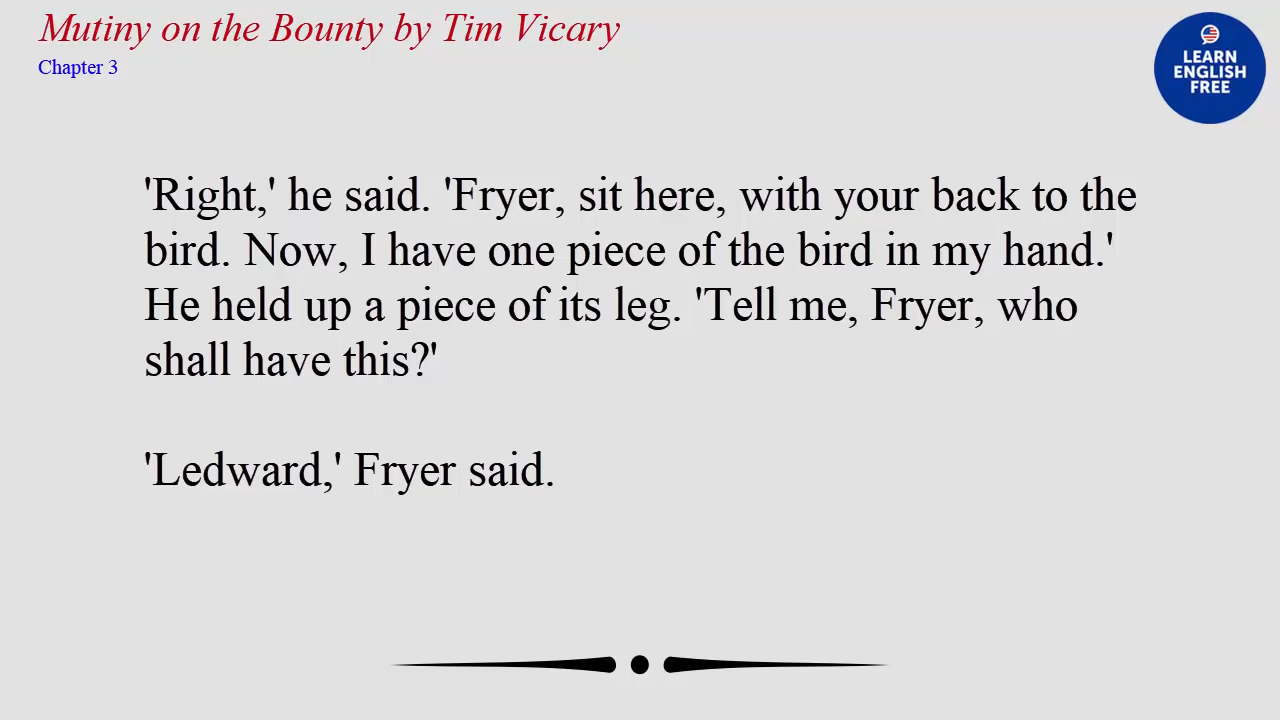 Mutiny on the Bounty by Tim Vicary
Chapter 3
LEARN
ENGLISH
FREE
'Right,' he said. 'Fryer, sit here, with your back to the
bird. Now, I have one piece of the bird in my hand.'
He held up a piece of its leg. 'Tell me, Fryer, who
shall have this?'
'Ledward,' Fryer said.